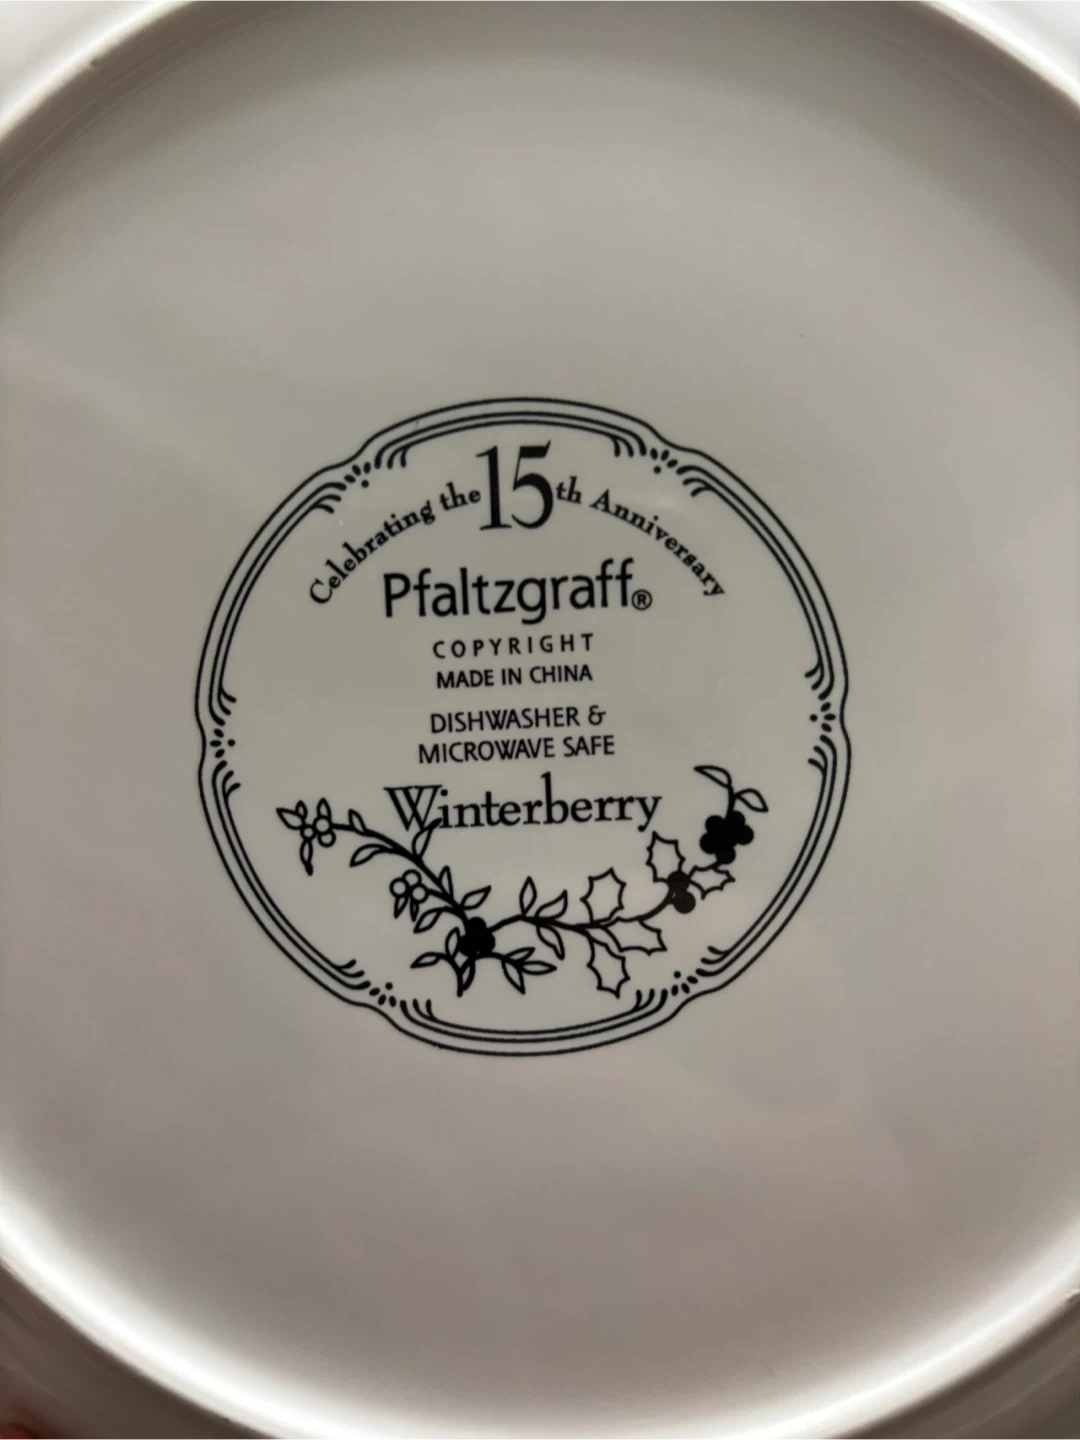 Celebrating the 15th Anniversary
Pfaltzgraff®
COPYRIGHT
MADE IN CHINA
DISHWASHER &
MICROWAVE SAFE
Winterberry